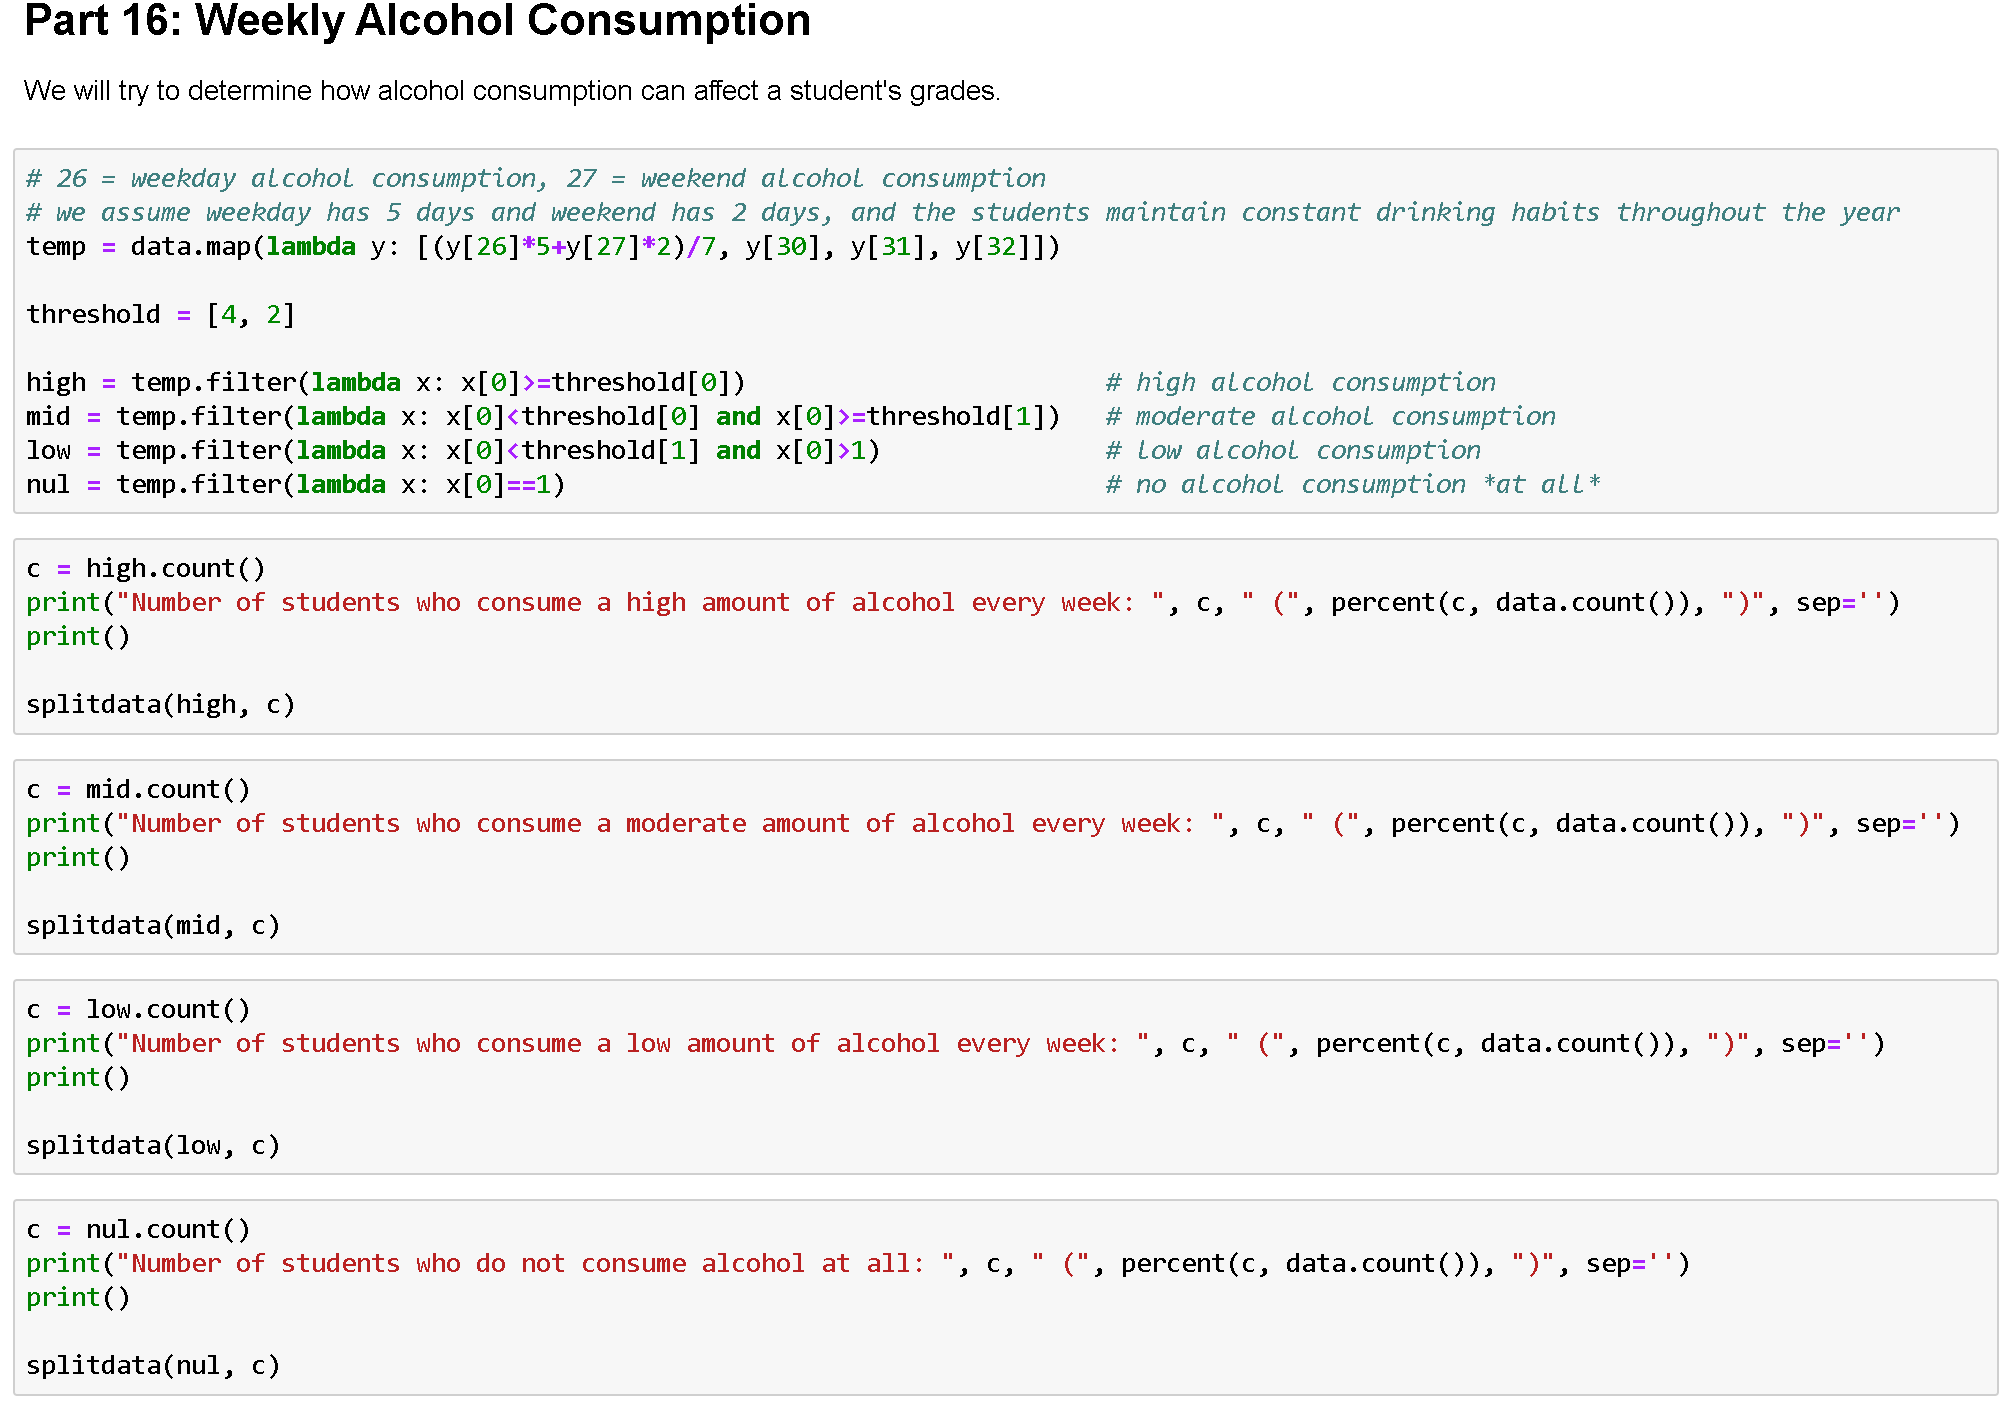 Part 16: Weekly Alcohol Consumption
We will try to determine how alcohol consumption can affect a student's grades.
# 26 = weekday alcohol consumption, 27 = weekend alcohol consumption
# we assume weekday has 5 days and weekend has 2 days, and the students maintain constant drinking habits throughout the year
temp = data.map(lambda y: [(y[26]*5+y[27]*2)/7, y[30], y[31], y[32]])
threshold = [4, 2]
high = temp.filter(lambda x: x[0]>=threshold[0])                        # high alcohol consumption
mid = temp.filter(lambda x: x[0]<threshold[0] and x[0]>=threshold[1])   # moderate alcohol consumption
low = temp.filter(lambda x: x[0]<threshold[1] and x[0]>1)               # low alcohol consumption
nul = temp.filter(lambda x: x[0]==1)                                    # no alcohol consumption *at all*
c = high.count()
print("Number of students who consume a high amount of alcohol every week: ", c, " (", percent(c, data.count()), ")", sep='')
print()
splitdata(high, c)
c = mid.count()
print("Number of students who consume a moderate amount of alcohol every week: ", c, " (", percent(c, data.count()), ")", sep='')
print()
splitdata(mid, c)
c = low.count()
print("Number of students who consume a low amount of alcohol every week: ", c, " (", percent(c, data.count()), ")", sep='')
print()
splitdata(low, c)
c = nul.count()
print("Number of students who do not consume alcohol at all: ", c, " (", percent(c, data.count()), ")", sep='')
print()
splitdata(nul, c)